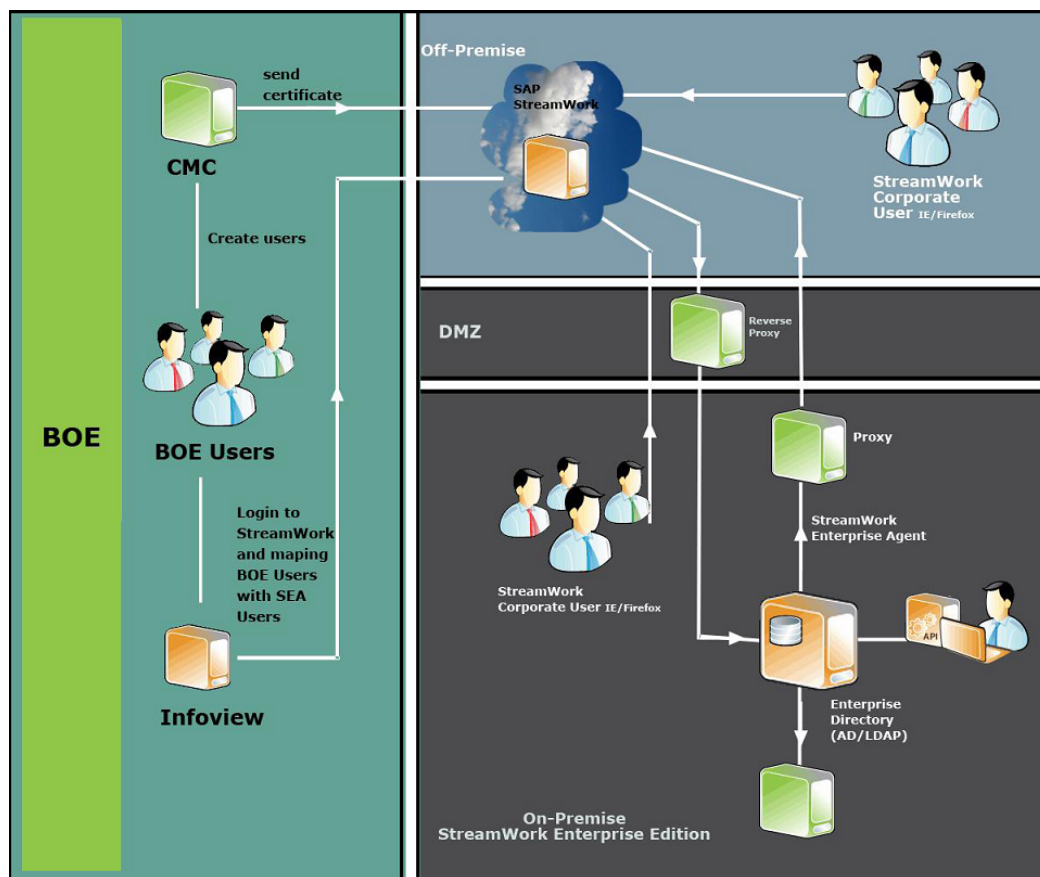 BOE
send
certificate
CMC
Create users
BOE Users
Login to
StreamWork
and maping
BOE Users
with SEA
Users
Infoview
Off-Premise
SAP
StreamWork
StreamWork
Corporate
User IE/Firefox
DMZ
Reverse
Proxy
Proxy
StreamWork
Enterprise Agent
StreamWork
Corporate User IE/Firefox
API
Enterprise
Directory
(AD/LDAP)
On-Premise
StreamWork Enterprise Edition